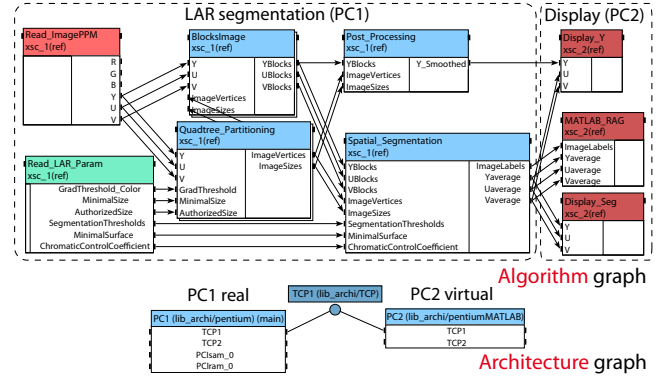 LAR segmentation (PC1)
Display (PC2)
Read_ImagePPM
xsc_1(ref)
R
G
B
Y
U
V
BlocksImage
xsc_1(ref)
Y YBlocks
U UBlocks
V VBlocks
ImageVertices
ImageSizes
Post_Processing
xsc_1(ref)
YBlocks Y_Smoothed
ImageVertices
ImageSizes
Display_Y
xsc_2(ref)
Y
U
V
Quadtree_Partitioning
xsc_1(ref)
Y ImageVertices
U ImageSizes
V
GradThreshold
MinimalSize
AuthorizedSize
MATLAB_RAG
xsc_2(ref)
ImageLabels
Yaverage
Uaverage
Vaverage
Read_LAR_Param
xsc_1(ref)
GradThreshold_Color
MinimalSize
AuthorizedSize
SegmentationThresholds
MinimalSurface
ChromaticControlCoefficient
Spatial_Segmentation
xsc_1(ref)
YBlocks ImageLabels
UBlocks Yaverage
VBlocks Uaverage
ImageVertices Vaverage
ImageSizes
SegmentationThresholds
MinimalSurface
ChromaticControlCoefficient
Display_Seg
xsc_2(ref)
Y
U
V
Algorithm graph
PC1 real
TCP1 (lib_archi/TCP)
PC2 virtual
PC1 (lib_archi/pentium) (main)
TCP1
TCP2
PCIsam_0
PCIram_0
PC2 (lib_archi/pentiumMATLAB)
TCP1
TCP2
Architecture graph